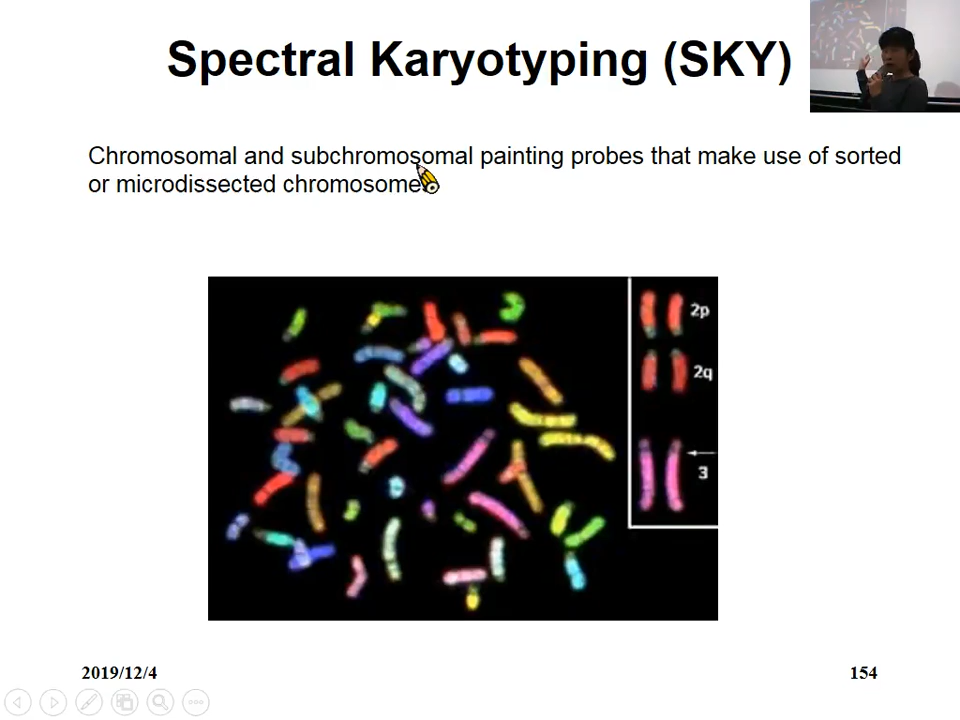 Spectral Karyotyping (SKY)
Chromosomal and subchromosomal painting probes that make use of sorted
or microdissected chromosome
2p
2q
3
2019/12/4
154